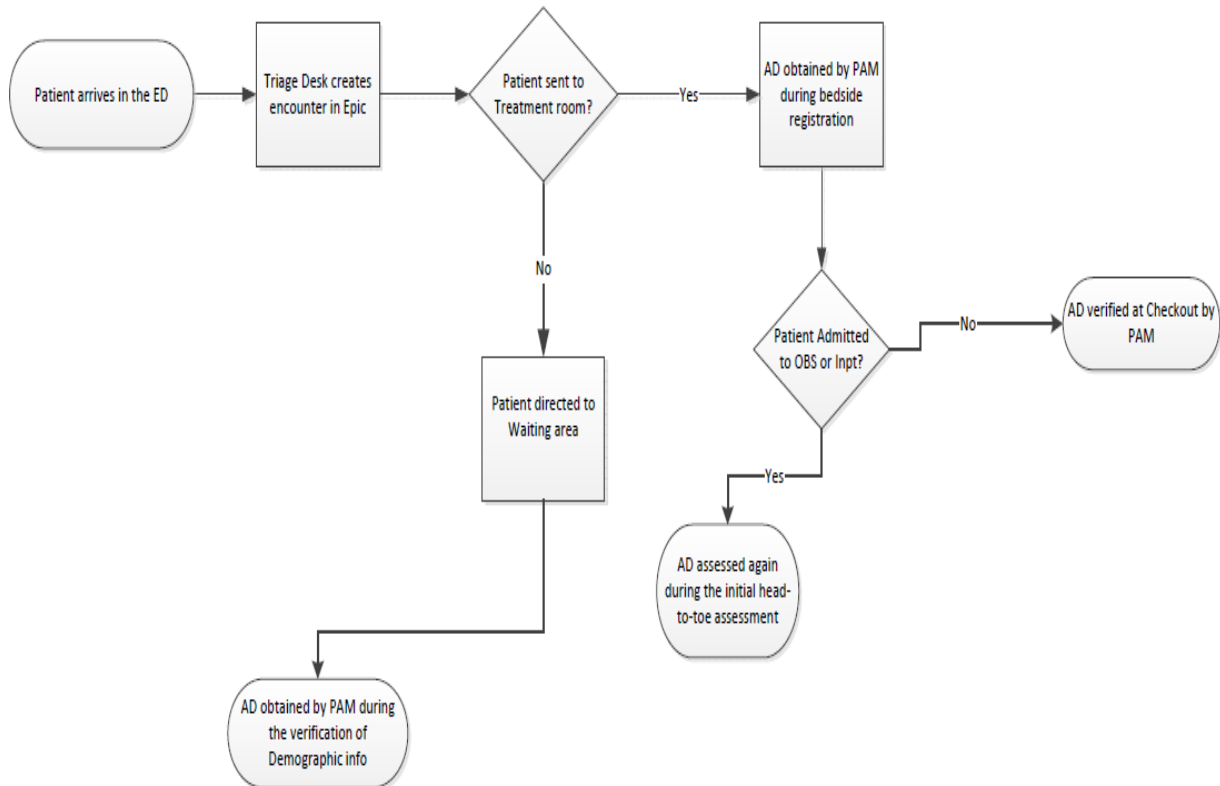 Patient arrives in the ED
Triage Desk creates
encounter in Epic
Patient sent to
Treatment room?
Yes
AD obtained by PAM
during bedside
registration
No
Patient Admitted
to OBS or Inpt?
No
AD verified at Checkout by
PAM
Patient directed to
Waiting area
Yes
AD assessed again
during the initial head-
to-toe assessment
AD obtained by PAM during
the verification of
Demographic info